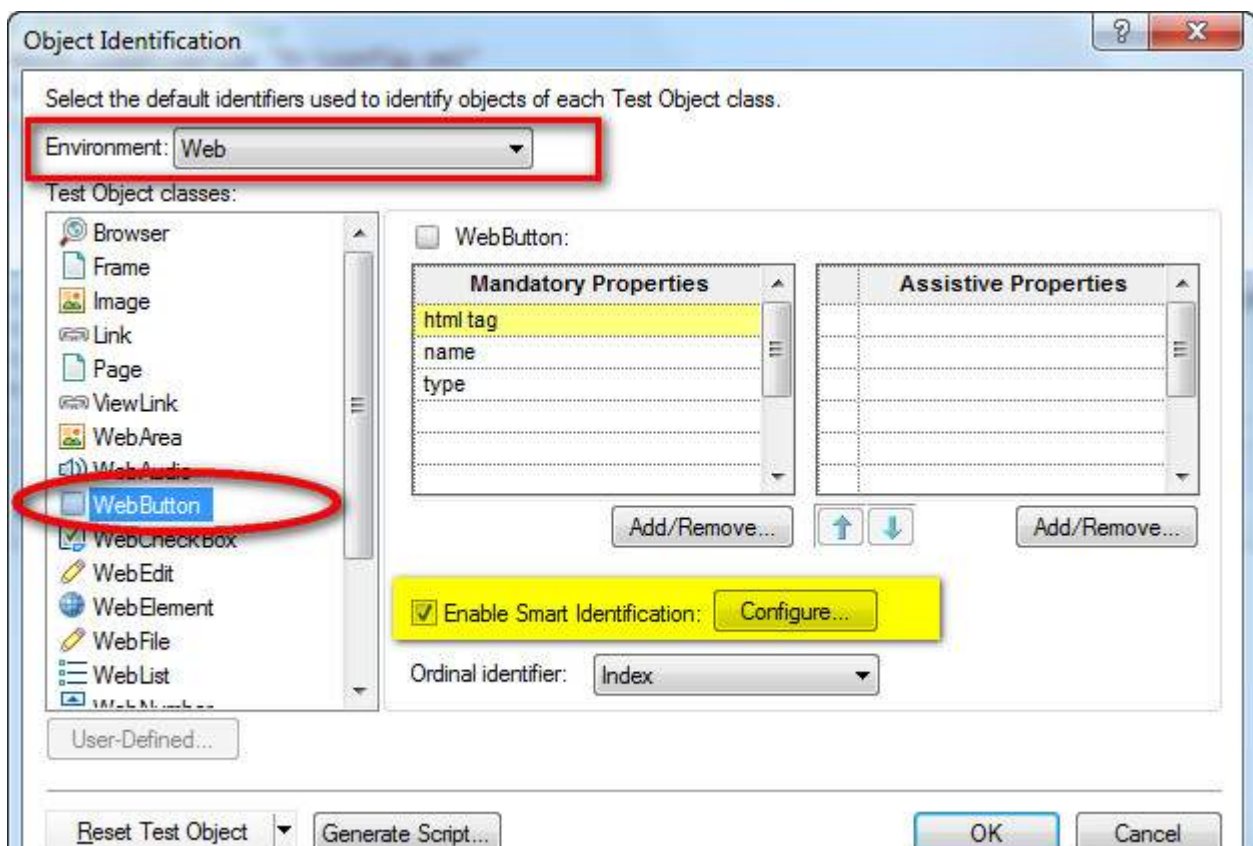 Object Identification
Select the default identifiers used to identify objects of each Test Object class.
Environment: Web
Test Object classes:
Browser
Frame
Image
Link
Page
ViewLink
WebArea
WebAudio
WebButton
WebCheckBox
WebEdit
WebElement
WebFile
WebList
WebNumber
WebButton:
Mandatory Properties
html tag
name
type
Assistive Properties
Add/Remove...
Add/Remove...
Enable Smart Identification: Configure...
Ordinal identifier: Index
User-Defined...
Reset Test Object
Generate Script...
OK
Cancel